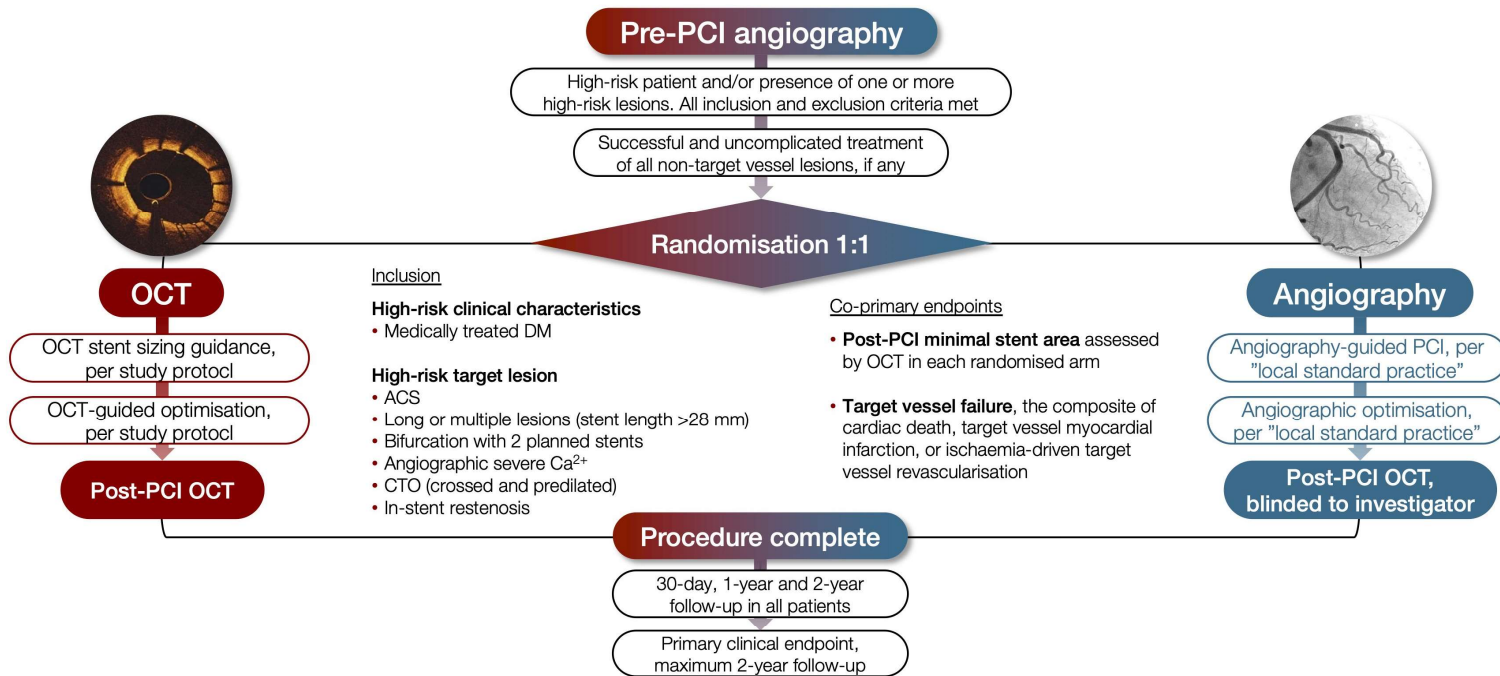 Pre-PCI angiography
High-risk patient and/or presence of one or more
high-risk lesions. All inclusion and exclusion criteria met
Successful and uncomplicated treatment
of all non-target vessel lesions, if any
Randomisation 1:1
OCT
OCT stent sizing guidance,
per study protocl
OCT-guided optimisation,
per study protocl
Post-PCI OCT
Inclusion
High-risk clinical characteristics
• Medically treated DM
High-risk target lesion
• ACS
• Long or multiple lesions (stent length >28 mm)
• Bifurcation with 2 planned stents
• Angiographic severe Ca²⁺
• CTO (crossed and predilated)
• In-stent restenosis
Co-primary endpoints
• Post-PCI minimal stent area assessed
by OCT in each randomised arm
• Target vessel failure, the composite of
cardiac death, target vessel myocardial
infarction, or ischaemia-driven target
vessel revascularisation
Angiography
Angiography-guided PCI, per
"local standard practice"
Angiographic optimisation,
per "local standard practice"
Post-PCI OCT,
blinded to investigator
Procedure complete
30-day, 1-year and 2-year
follow-up in all patients
Primary clinical endpoint,
maximum 2-year follow-up